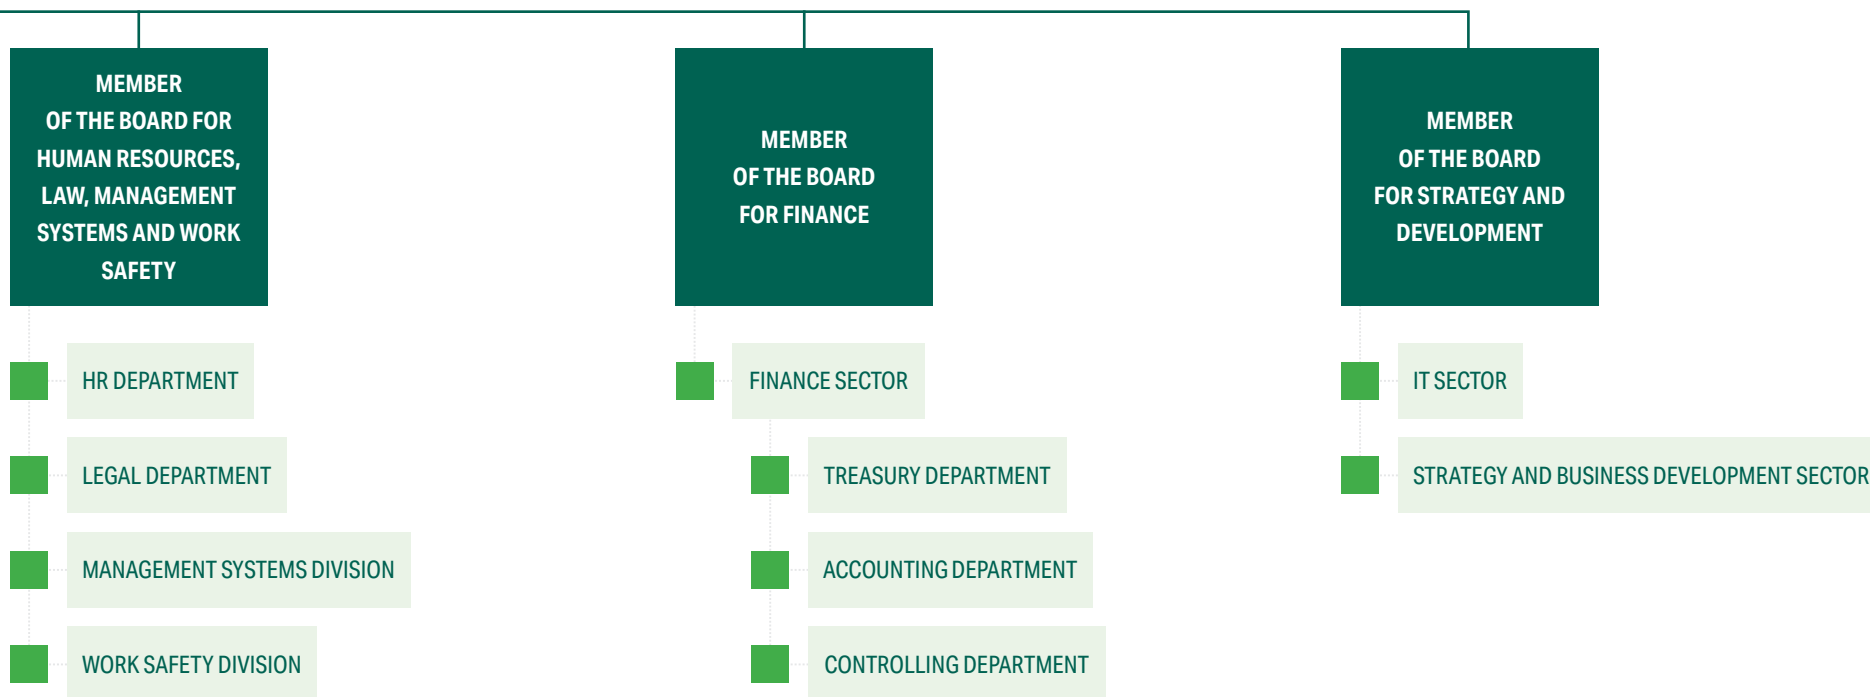 MEMBER
OF THE BOARD FOR
HUMAN RESOURCES,
LAW, MANAGEMENT
SYSTEMS AND WORK
SAFETY
HR DEPARTMENT
LEGAL DEPARTMENT
MANAGEMENT SYSTEMS DIVISION
WORK SAFETY DIVISION
MEMBER
OF THE BOARD
FOR FINANCE
FINANCE SECTOR
TREASURY DEPARTMENT
ACCOUNTING DEPARTMENT
CONTROLLING DEPARTMENT
MEMBER
OF THE BOARD
FOR STRATEGY AND
DEVELOPMENT
IT SECTOR
STRATEGY AND BUSINESS DEVELOPMENT SECTOR